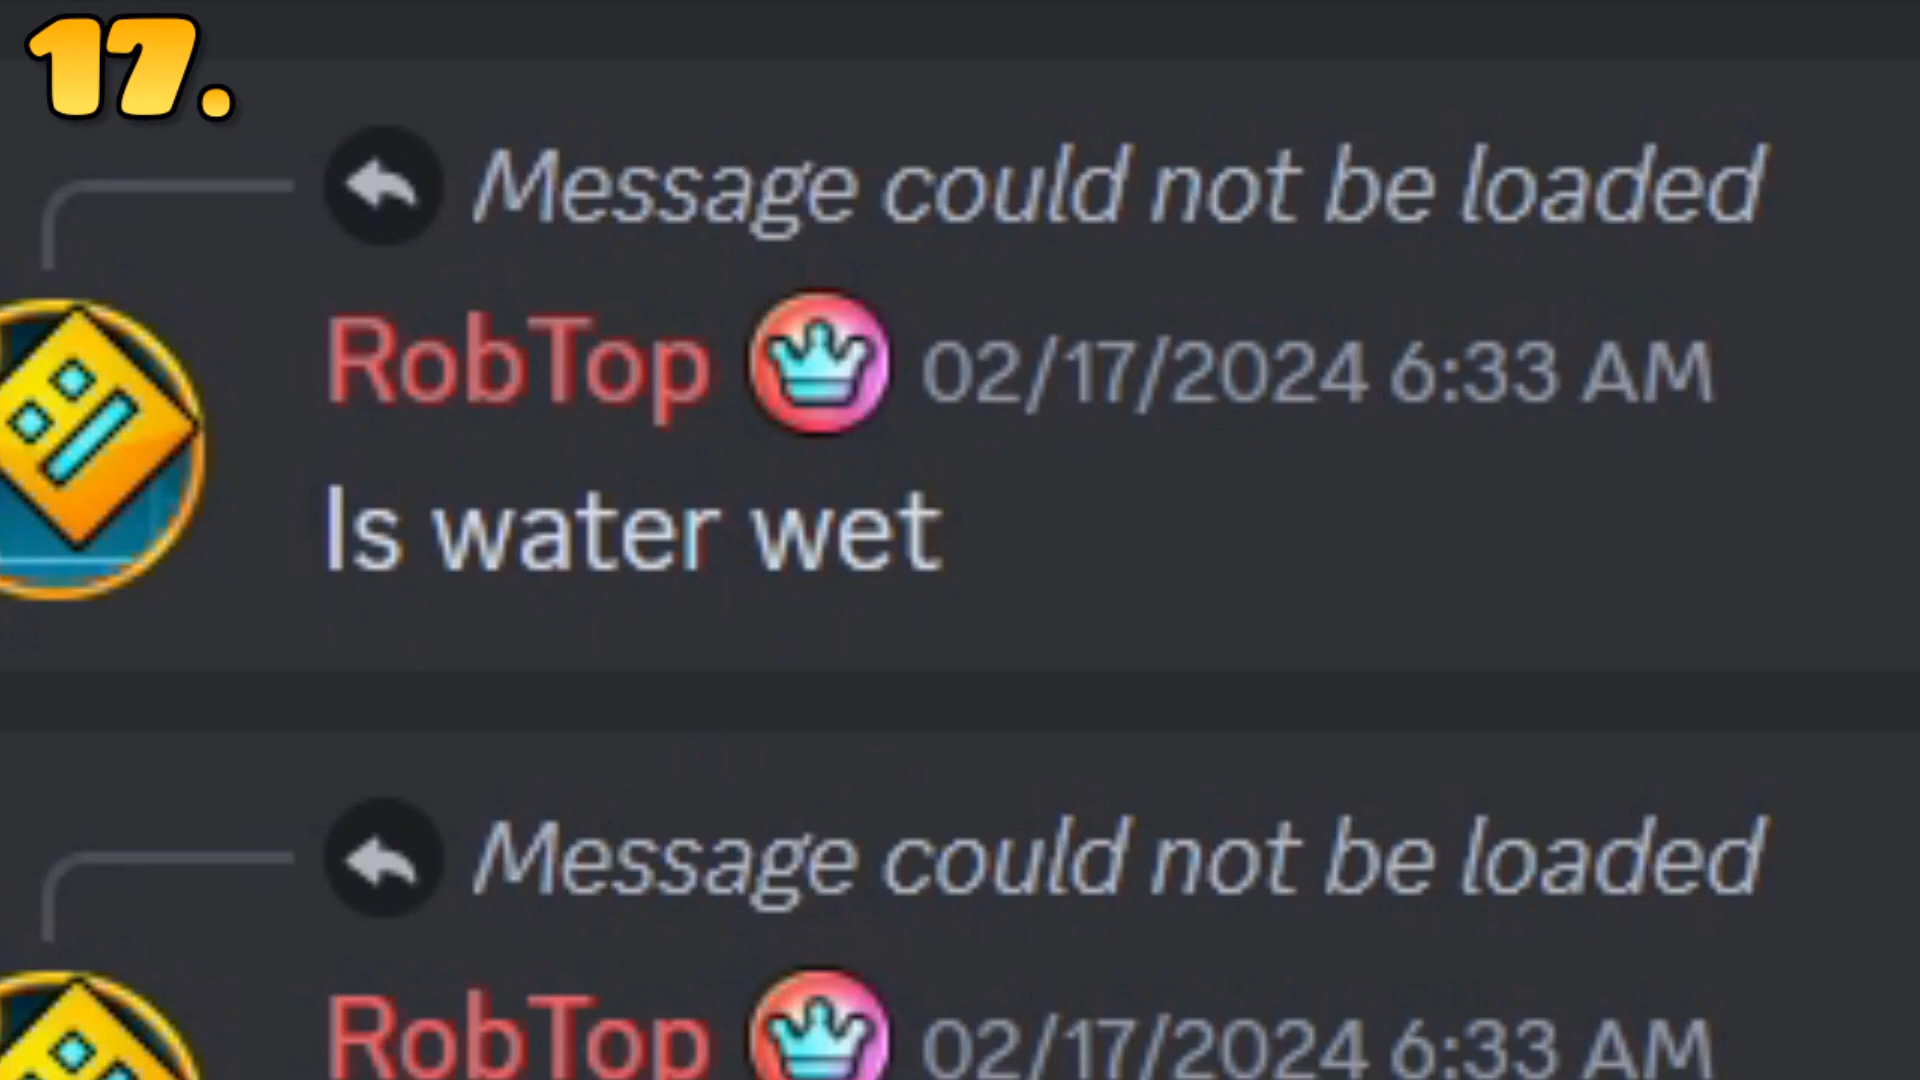 17.
Message could not be loaded
RobTop 02/17/2024 6:33 AM
Is water wet
Message could not be loaded
RobTop 02/17/2024 6:33 AM